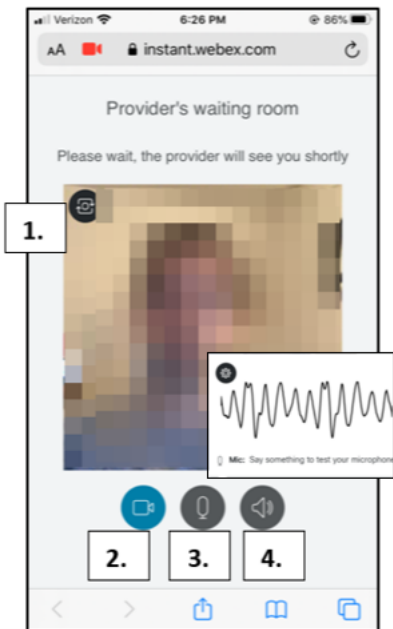 Verizon 6:26 PM 86%
AA instant.webex.com
Provider's waiting room
Please wait, the provider will see you shortly
1.
Mic: Say something to test your microphone
2. 3. 4.